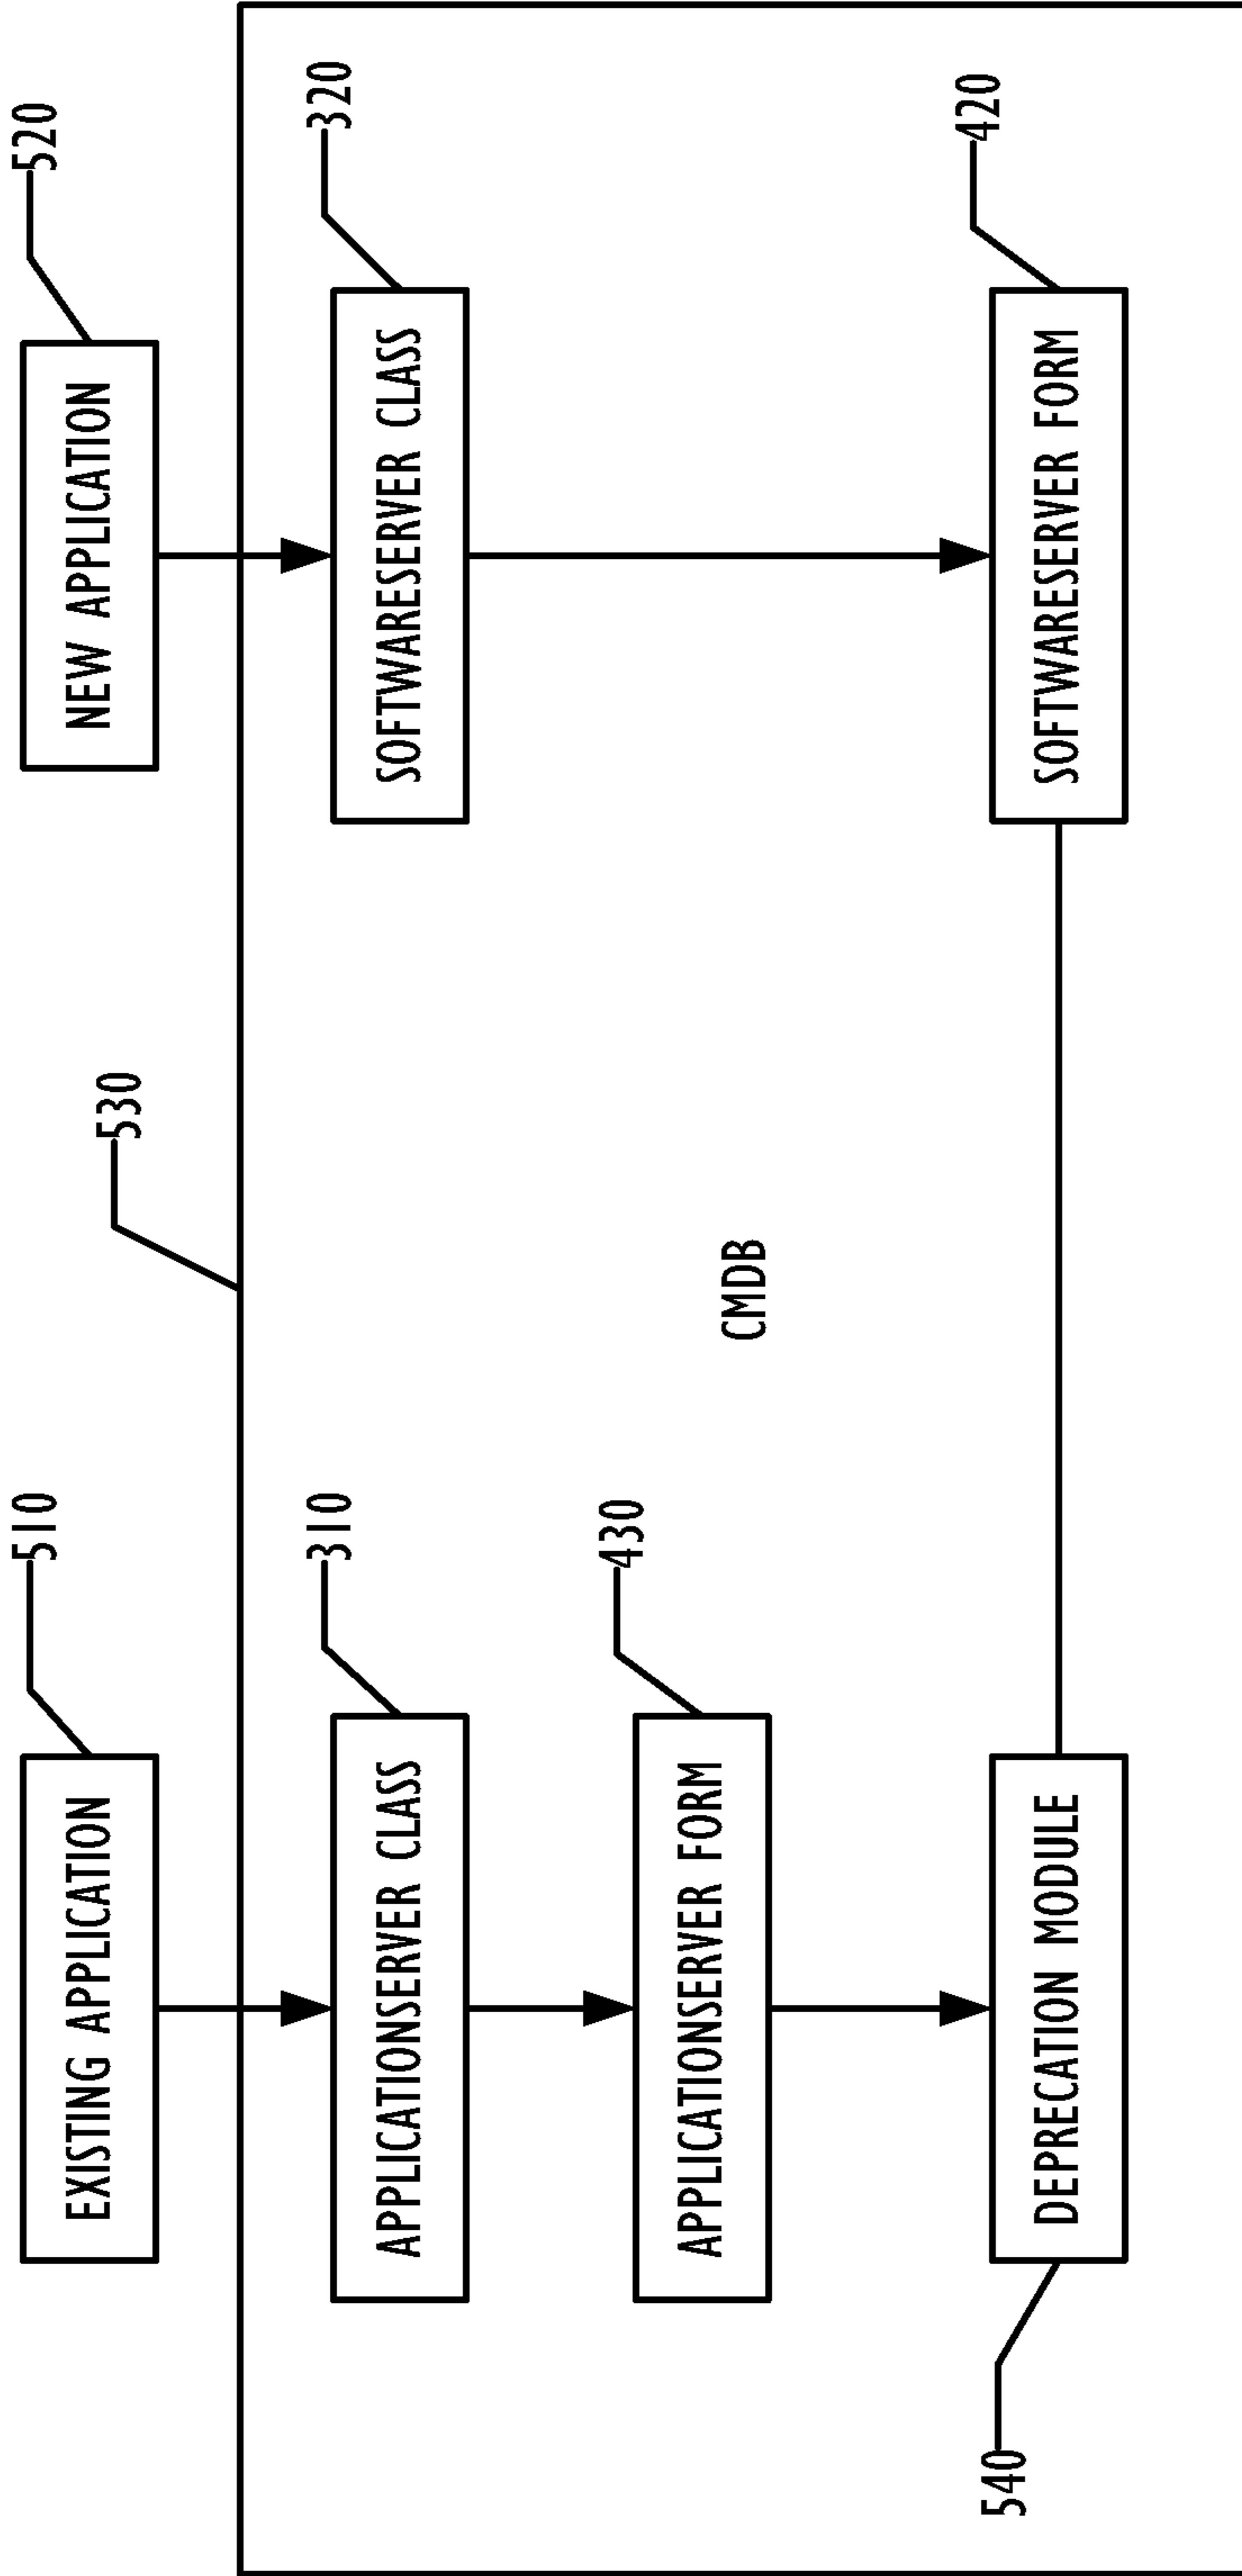 510
520
EXISTING APPLICATION
NEW APPLICATION
530
310
320
APPLICATIONSERVER CLASS
SOFTWARESERVER CLASS
430
APPLICATIONSERVER FORM
CMDB
420
540
DEPRECATION MODULE
SOFTWARESERVER FORM